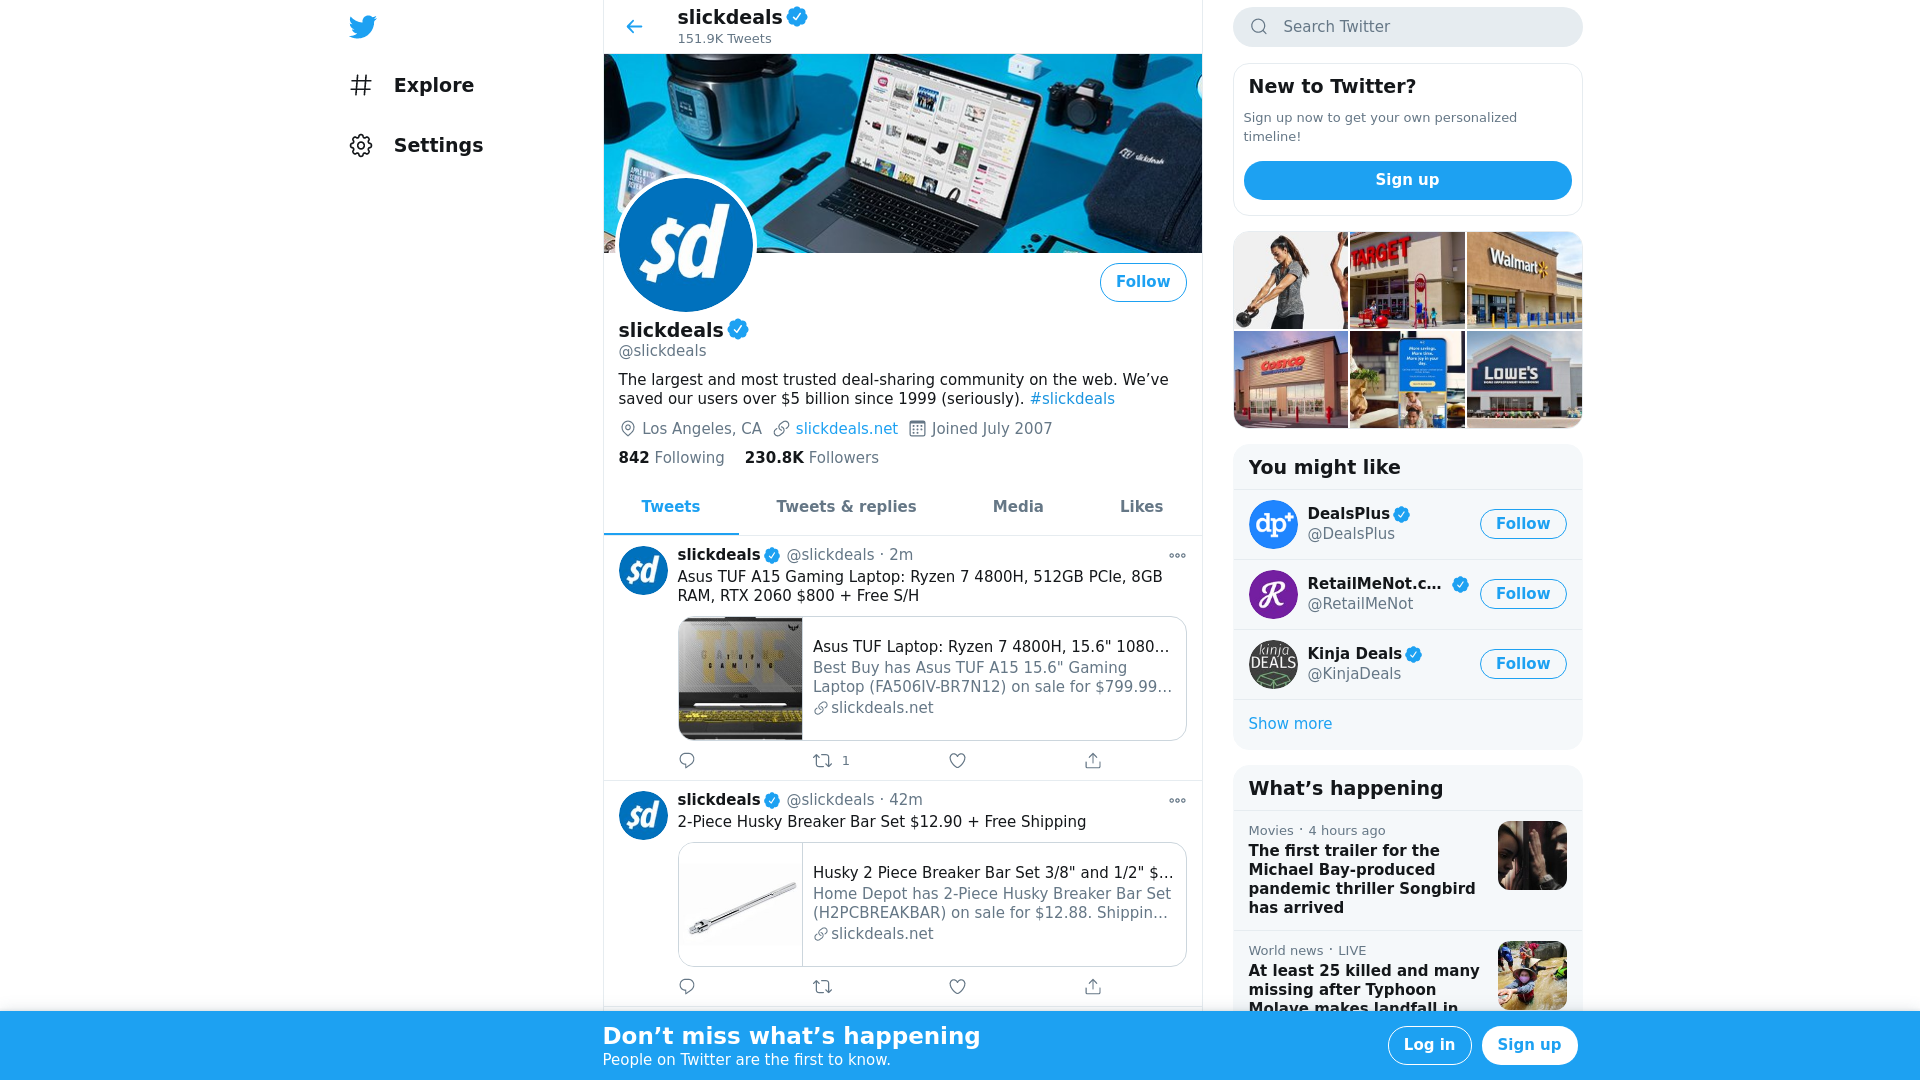 Explore
Settings
slickdeals
151.9K Tweets
slickdeals
$d
Follow
slickdeals
@slickdeals
The largest and most trusted deal-sharing community on the web. We’ve
saved our users over $5 billion since 1999 (seriously). #slickdeals
Los Angeles, CA slickdeals.net Joined July 2007
842 Following 230.8K Followers
Tweets Tweets & replies Media Likes
$d
slickdeals @slickdeals · 2m
Asus TUF A15 Gaming Laptop: Ryzen 7 4800H, 512GB PCIe, 8GB
RAM, RTX 2060 $800 + Free S/H
TUF
GAMING
Asus TUF Laptop: Ryzen 7 4800H, 15.6" 1080…
Best Buy has Asus TUF A15 15.6" Gaming
Laptop (FA506IV-BR7N12) on sale for $799.99…
slickdeals.net
1
$d
slickdeals @slickdeals · 42m
2-Piece Husky Breaker Bar Set $12.90 + Free Shipping
Husky 2 Piece Breaker Bar Set 3/8" and 1/2" $…
Home Depot has 2-Piece Husky Breaker Bar Set
(H2PCBREAKBAR) on sale for $12.88. Shippin…
slickdeals.net
Search Twitter
New to Twitter?
Sign up now to get your own personalized
timeline!
Sign up
TARGET
Walmart
COSTCO
LOWE'S
You might like
dp+
DealsPlus
@DealsPlus
Follow
R
RetailMeNot.c…
@RetailMeNot
Follow
kinja
DEALS
Kinja Deals
@KinjaDeals
Follow
Show more
What’s happening
Movies · 4 hours ago
The first trailer for the
Michael Bay-produced
pandemic thriller Songbird
has arrived
World news · LIVE
At least 25 killed and many
missing after Typhoon
Molave makes landfall in
Don’t miss what’s happening
People on Twitter are the first to know.
Log in
Sign up